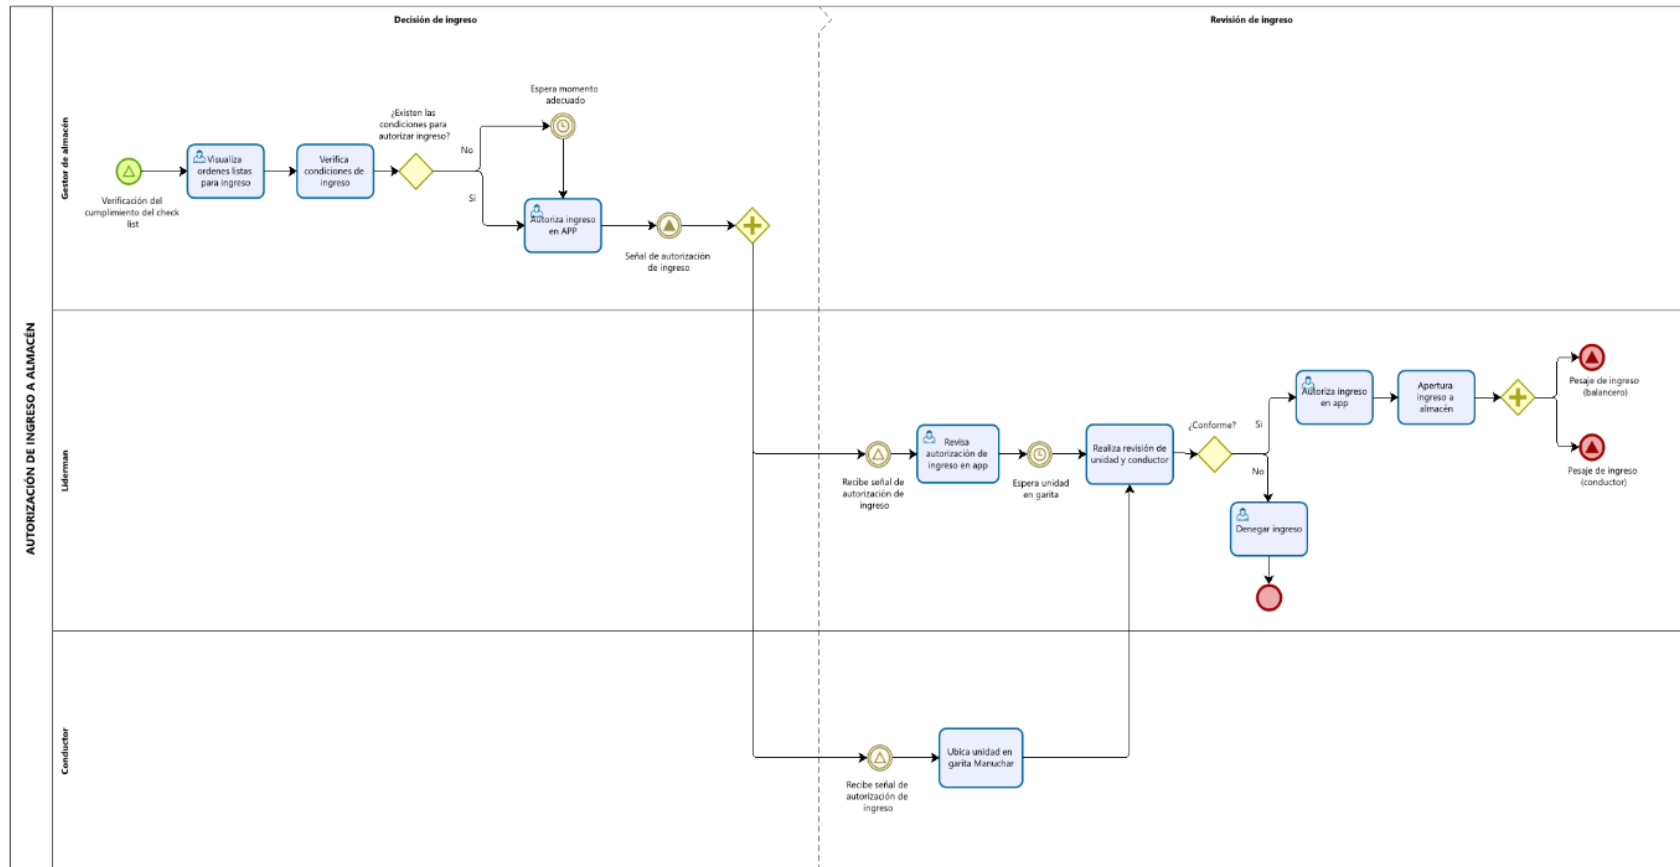 Decisión de ingreso
Revisión de ingreso
AUTORIZACIÓN DE INGRESO A ALMACÉN
Gestor de almacén
Verificación del
cumplimiento del check
list
Visualiza
ordenes listas
para ingreso
Verifica
condiciones de
ingreso
¿Existen las
condiciones para
autorizar ingreso?
No
Si
Espera momento
adecuado
Autoriza ingreso
en APP
Señal de autorización
de ingreso
Liderman
Recibe señal de
autorización de
ingreso
Revisa
autorización de
ingreso en app
Espera unidad
en garita
Realiza revisión de
unidad y conductor
¿Conforme?
Si
No
Autoriza ingreso
en app
Apertura
ingreso a
almacén
Pesaje de ingreso
(balancero)
Pesaje de ingreso
(conductor)
Denegar ingreso
Conductor
Recibe señal de
autorización de
ingreso
Ubica unidad en
garita Manuchar